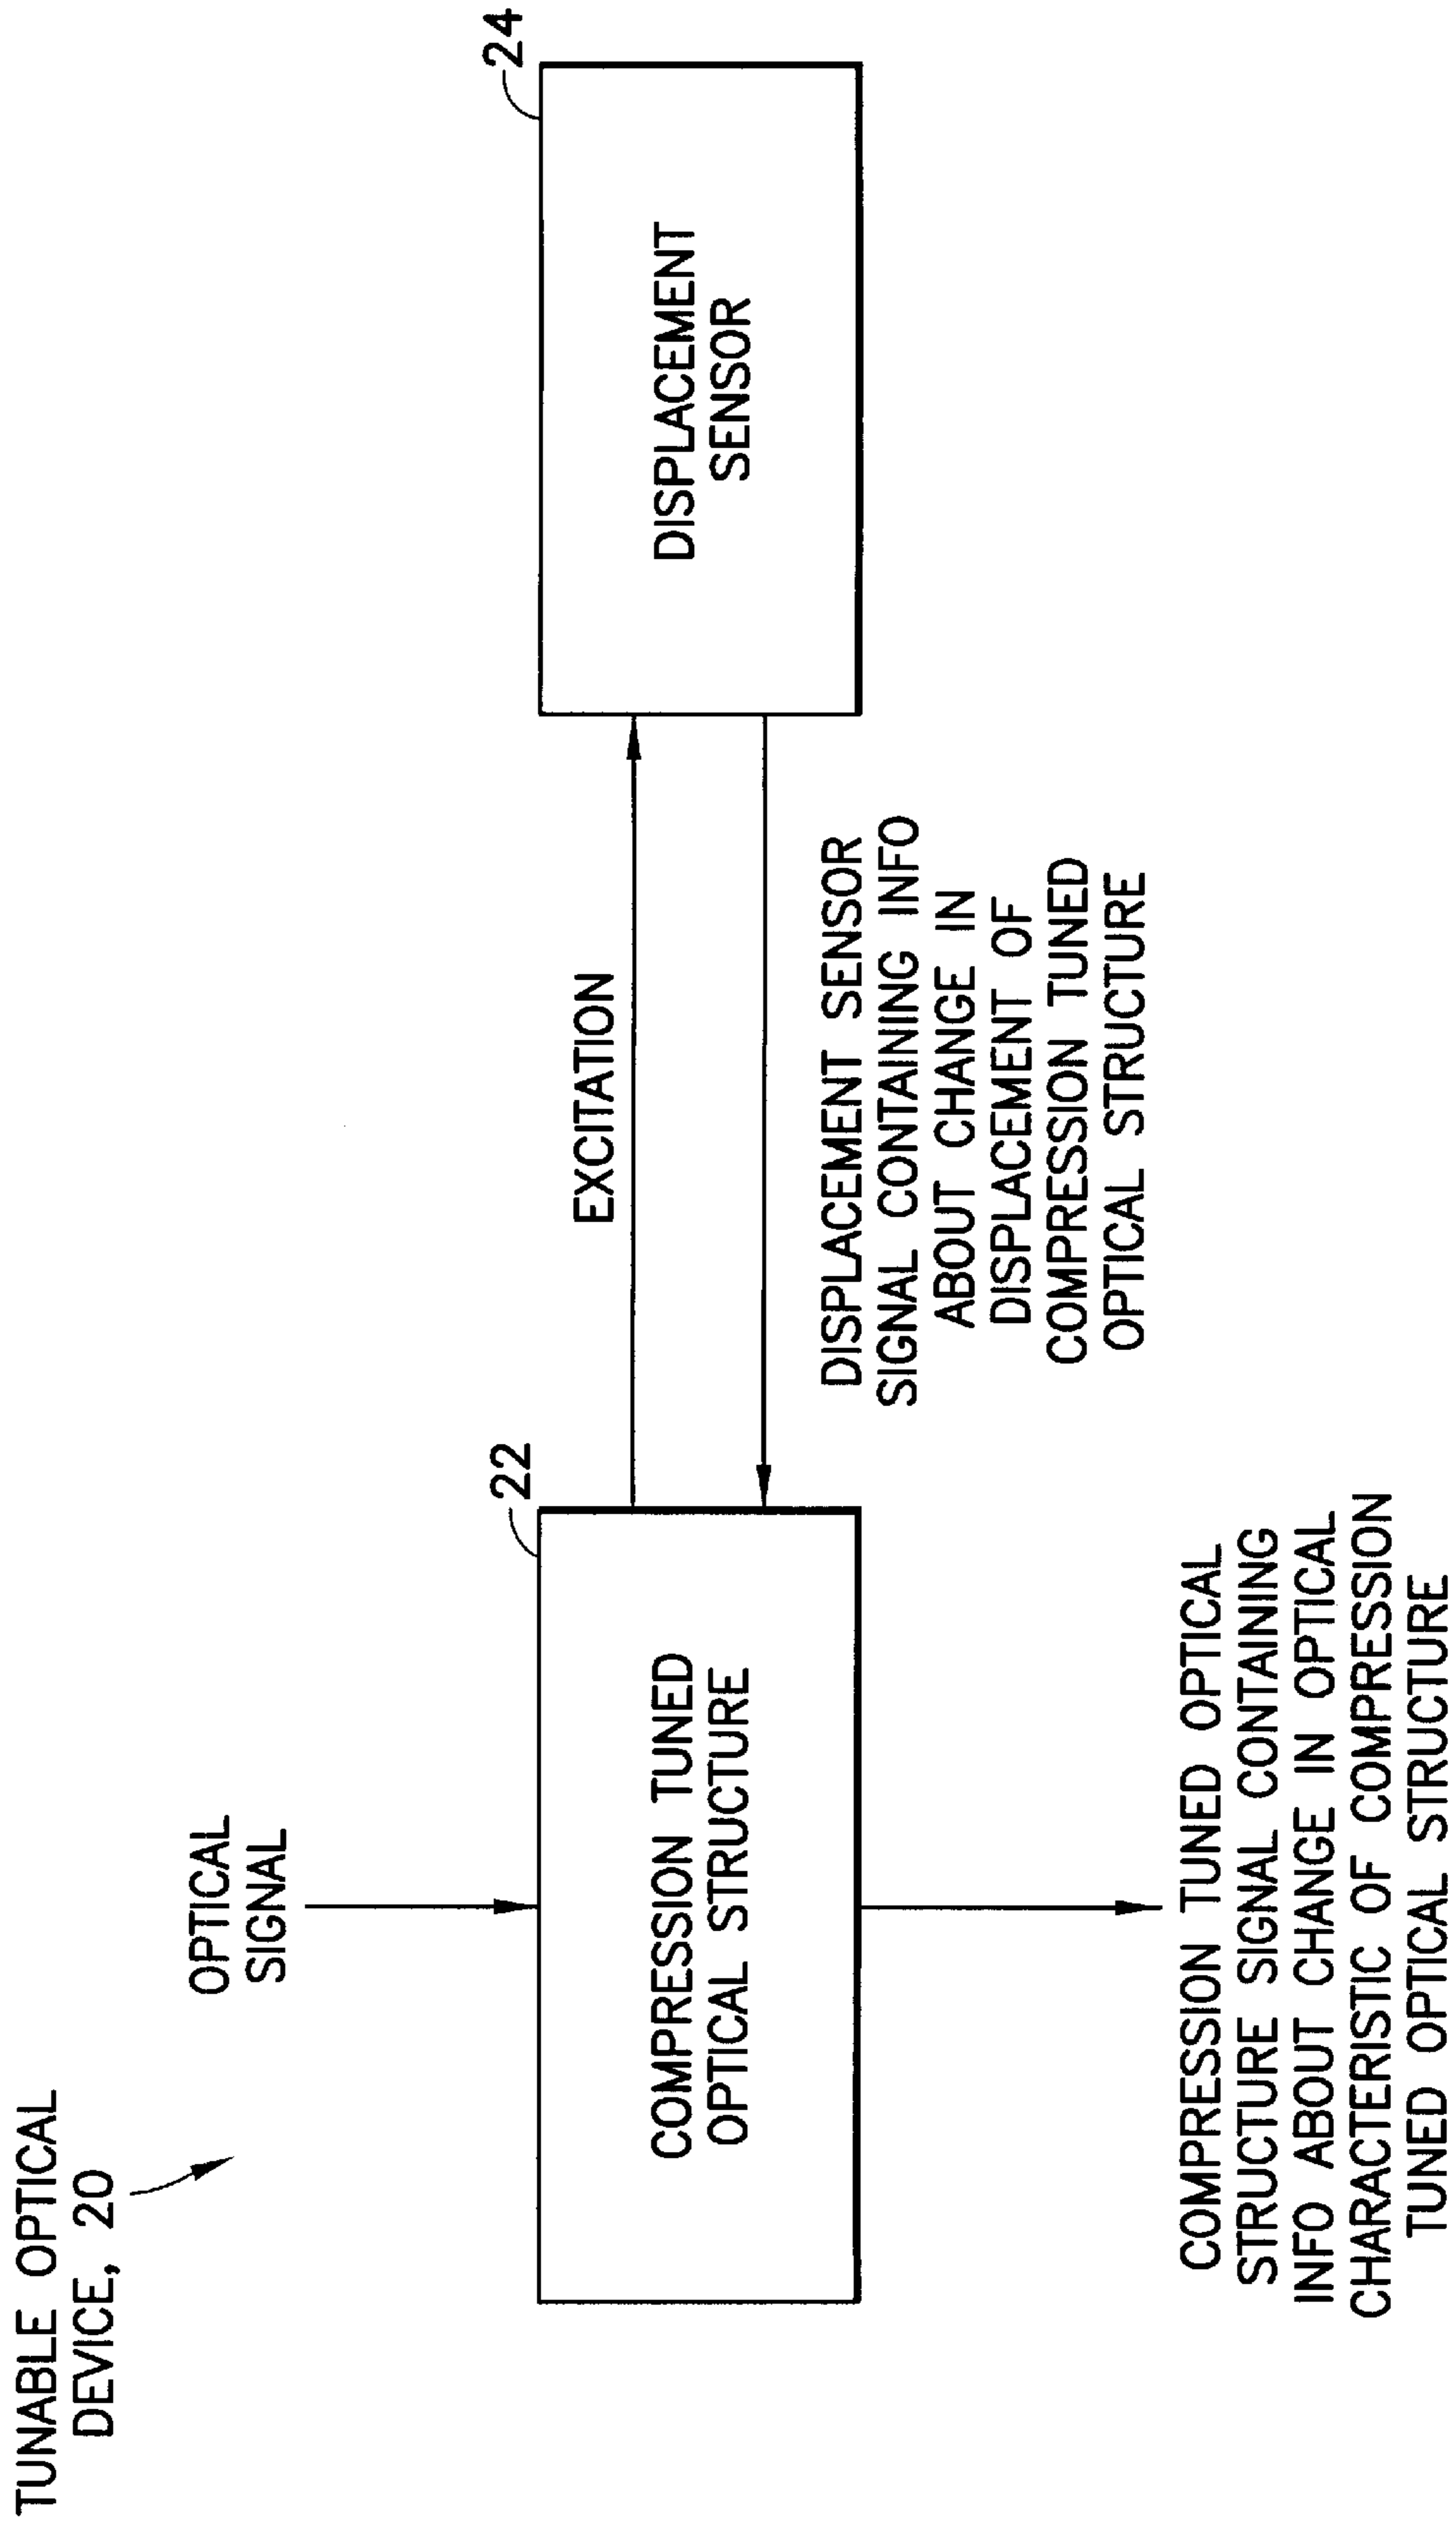 TUNABLE OPTICAL
DEVICE, 20
OPTICAL
SIGNAL
22
COMPRESSION TUNED
OPTICAL STRUCTURE
EXCITATION
24
DISPLACEMENT
SENSOR
DISPLACEMENT SENSOR
SIGNAL CONTAINING INFO
ABOUT CHANGE IN
DISPLACEMENT OF
COMPRESSION TUNED
OPTICAL STRUCTURE
COMPRESSION TUNED OPTICAL
STRUCTURE SIGNAL CONTAINING
INFO ABOUT CHANGE IN OPTICAL
CHARACTERISTIC OF COMPRESSION
TUNED OPTICAL STRUCTURE